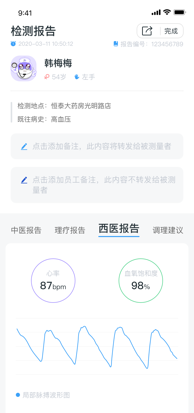 9:41
检测报告
完成
2020-03-11 10:50:12
报告编号: 123456789
韩梅梅
54岁
左手
检测地点: 恒泰大药房光明路店
既往病史: 高血压
点击添加备注，此内容将转发给被测量者
点击添加员工备注，此内容不转发给被测
量者
中医报告 理疗报告 西医报告 调理建议
心率
87bpm
血氧饱和度
98%
两部脉搏波形图